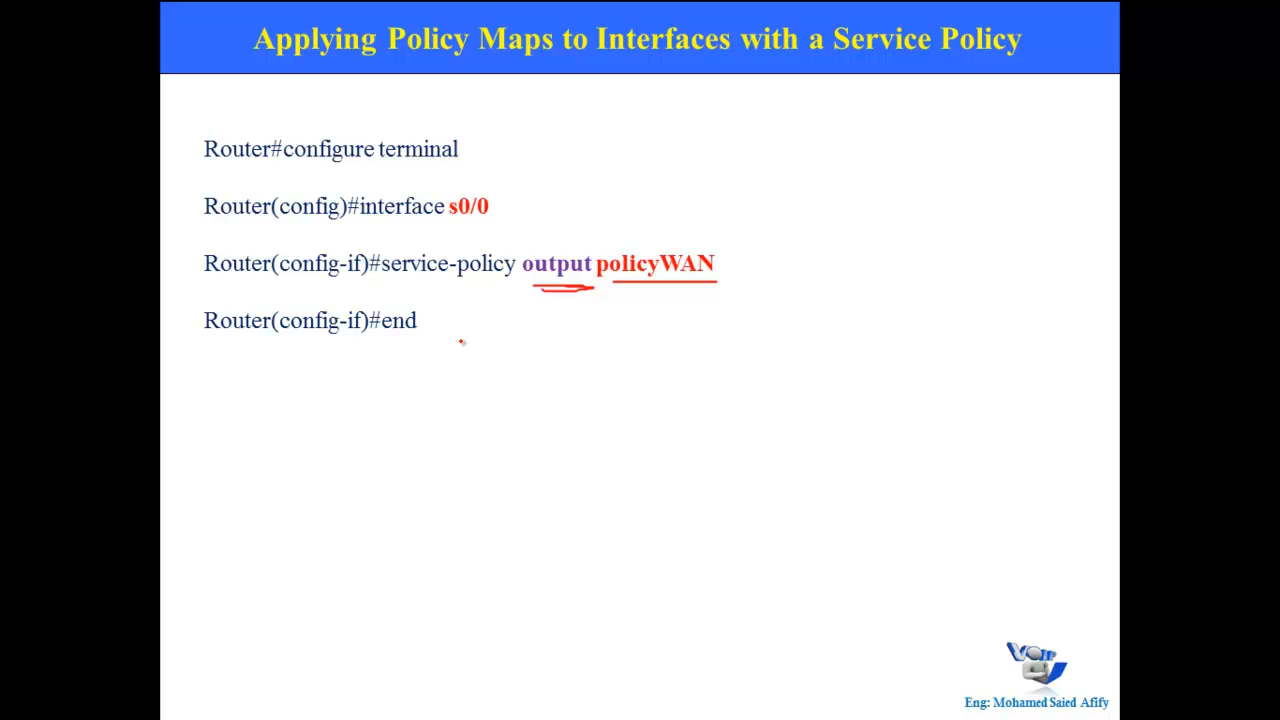 Applying Policy Maps to Interfaces with a Service Policy
Router#configure terminal
Router(config)#interface s0/0
Router(config-if)#service-policy output policyWAN
Router(config-if)#end
VOIP
Eng: Mohamed Saied Afify